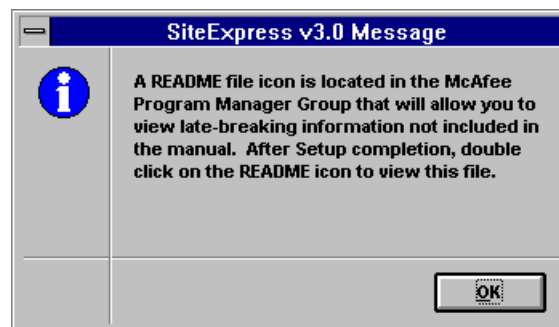 SiteExpress v3.0 Message
A README file icon is located in the McAfee
Program Manager Group that will allow you to
view late-breaking information not included in
the manual.  After Setup completion, double
click on the README icon to view this file.
OK